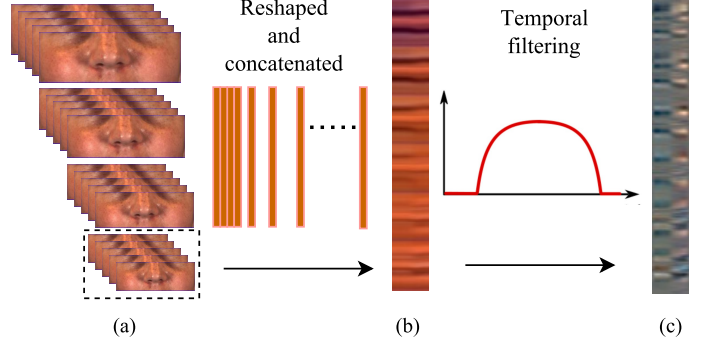 Reshaped
and
concatenated
Temporal
filtering
(a)
(b)
(c)